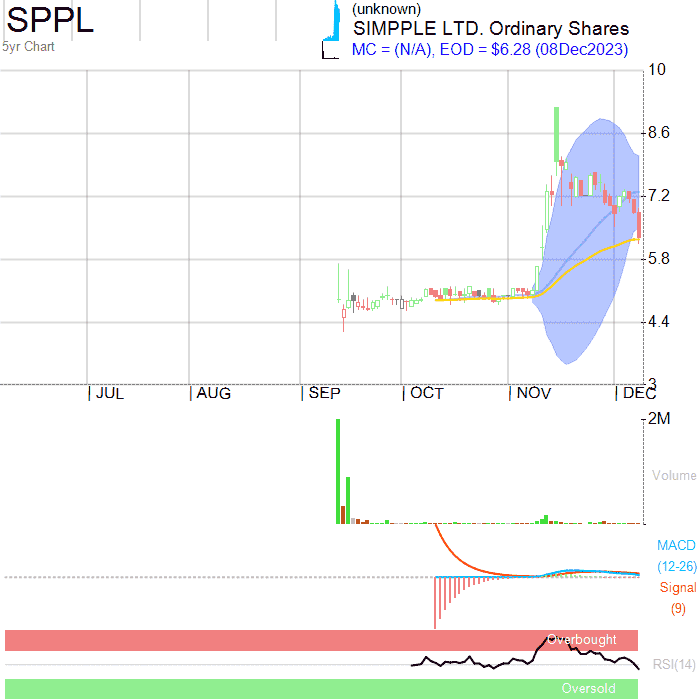 SPPL
(unknown)
SIMPPLE LTD. Ordinary Shares
5yr Chart
MC = (N/A), EOD = $6.28 (08Dec2023)
10
8.6
7.2
5.8
4.4
3
JUL AUG SEP OCT NOV DEC
2M
Volume
MACD
(12-26)
Signal
(9)
Overbought
RSI(14)
Oversold